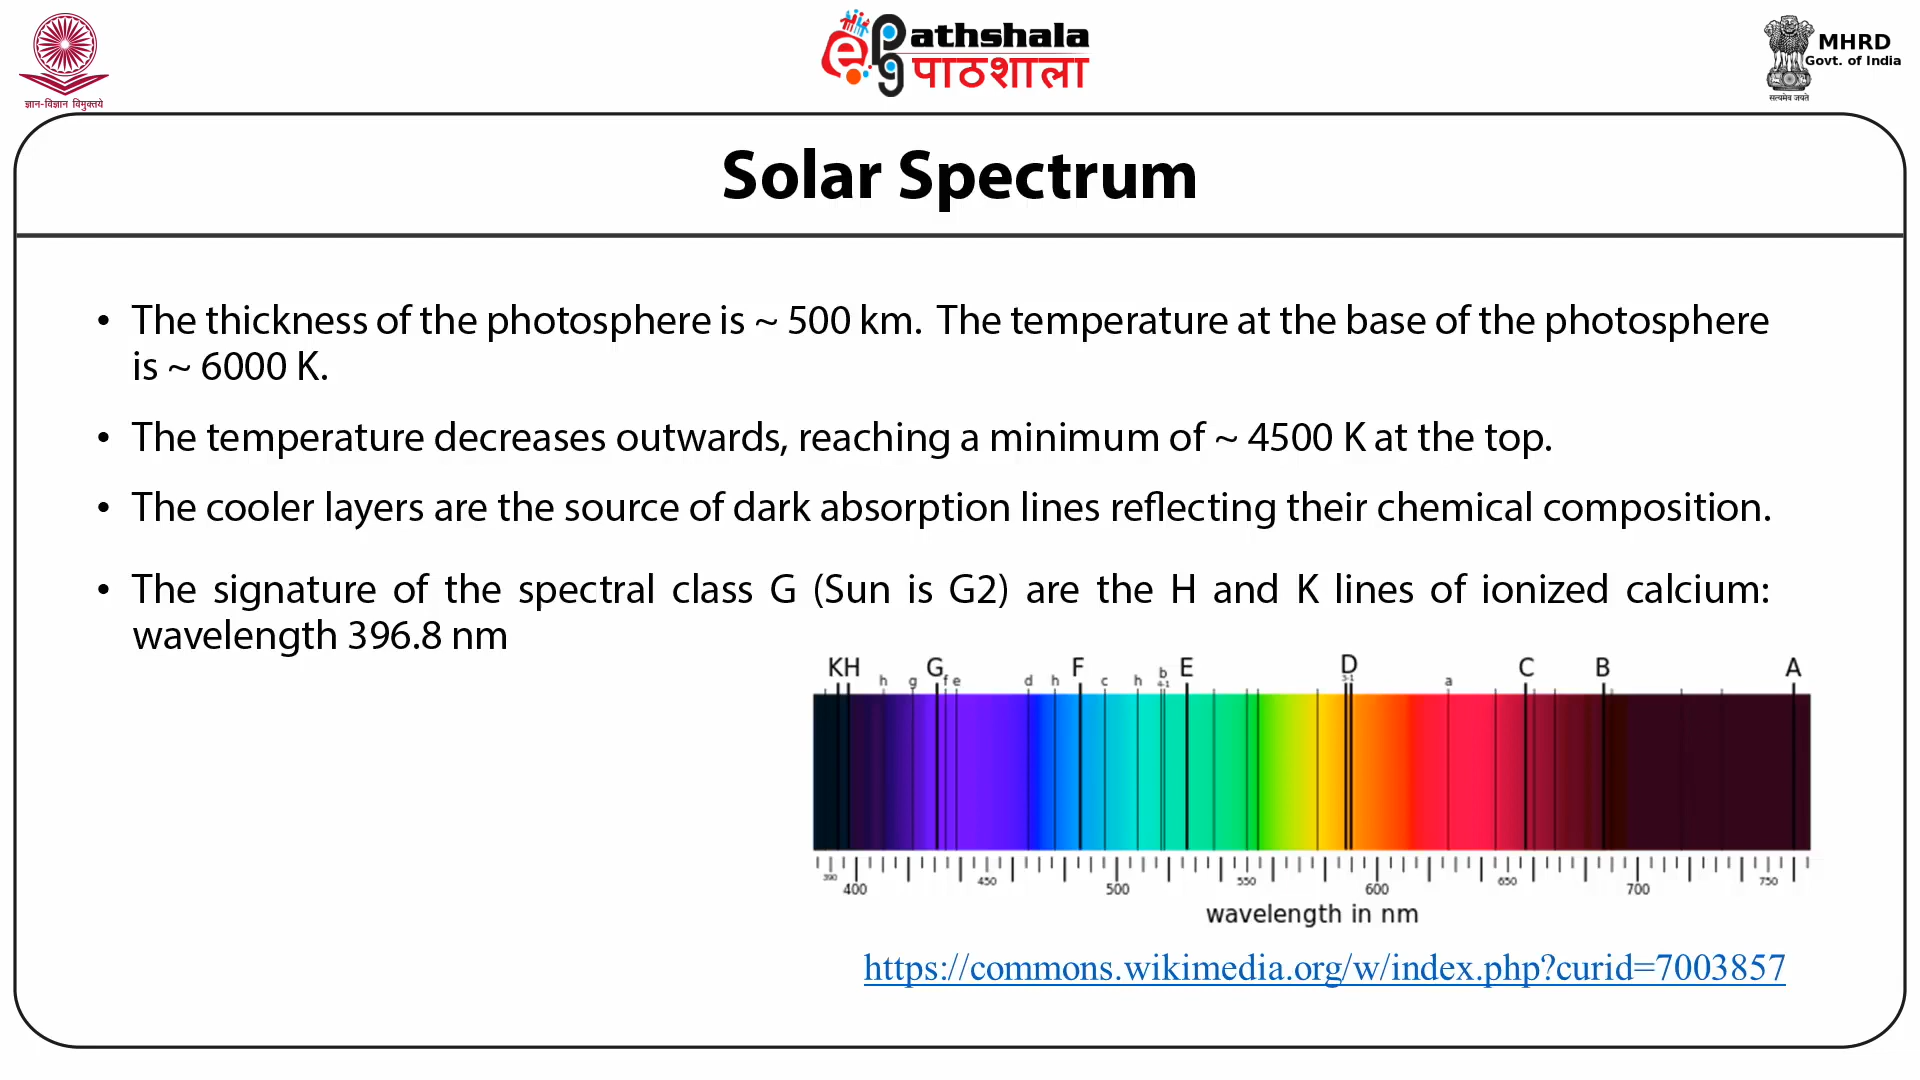 ज्ञान-विज्ञान विमुक्तये
ePathshala
पाठशाला
MHRD
Govt. of India
सत्यमेव जयते
Solar Spectrum
• The thickness of the photosphere is ~ 500 km. The temperature at the base of the photosphere
is ~ 6000 K.
• The temperature decreases outwards, reaching a minimum of ~ 4500 K at the top.
• The cooler layers are the source of dark absorption lines reflecting their chemical composition.
• The signature of the spectral class G (Sun is G2) are the H and K lines of ionized calcium:
wavelength 396.8 nm
KH G F E D C B A
h g f e d h c h b 4-1 3-1 a
390 400 450 500 550 600 650 700 750
wavelength in nm
https://commons.wikimedia.org/w/index.php?curid=7003857